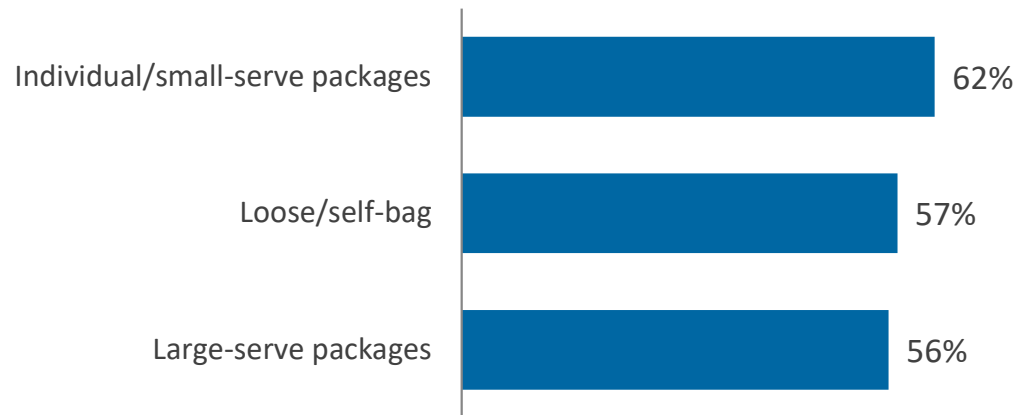 Individual/small-serve packages 62%
Loose/self-bag 57%
Large-serve packages 56%